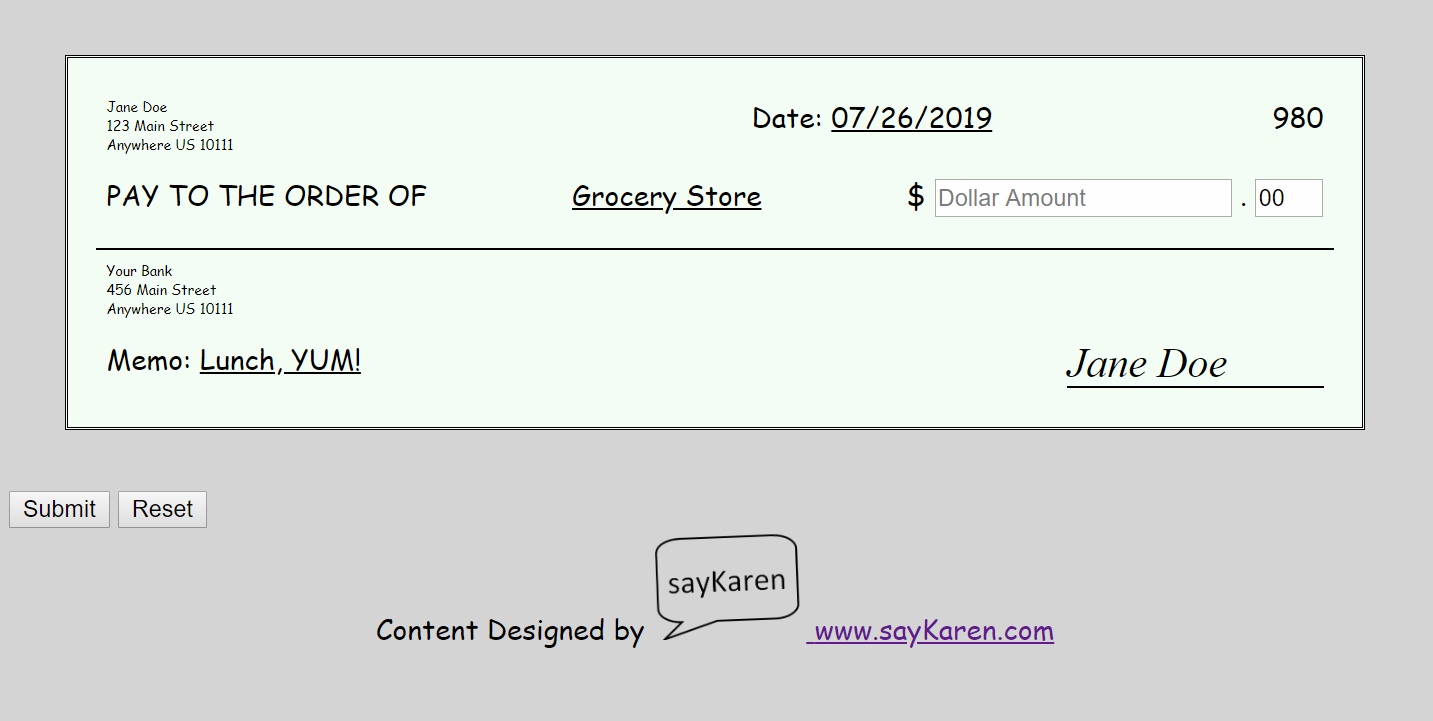 Jane Doe
123 Main Street
Anywhere US 10111
Date: 07/26/2019
980
PAY TO THE ORDER OF Grocery Store $ Dollar Amount . 00
Your Bank
456 Main Street
Anywhere US 10111
Memo: Lunch, YUM!
Jane Doe
Submit Reset
sayKaren
Content Designed by www.sayKaren.com